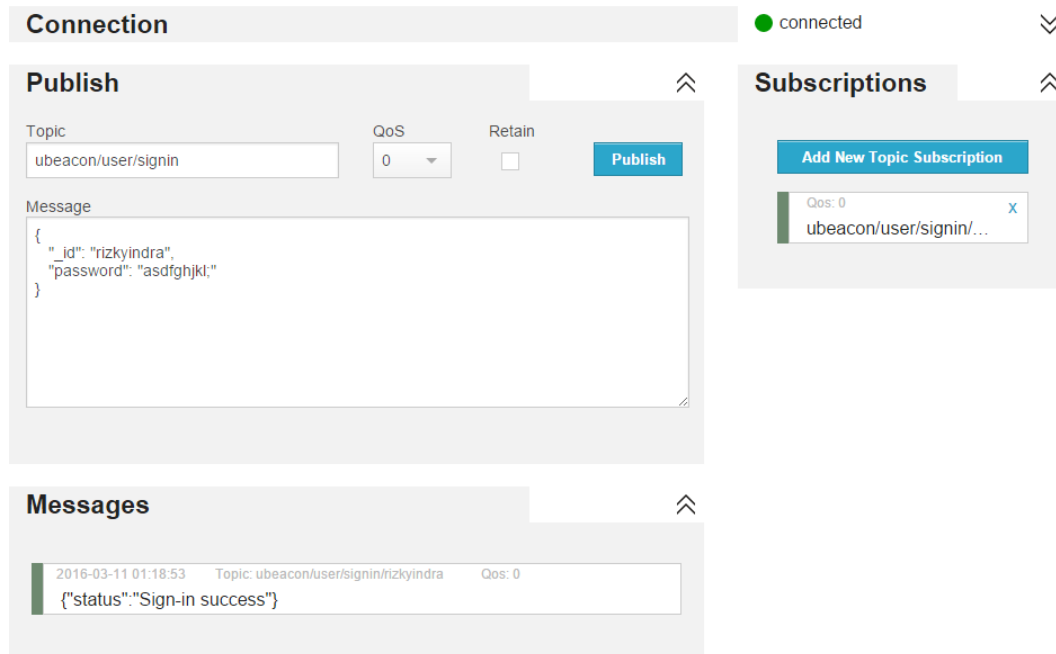 Connection
connected
Publish
Subscriptions
Topic
QoS
Retain
ubeacon/user/signin
0
Publish
Add New Topic Subscription
Message
Qos: 0
X
ubeacon/user/signin/...
{
"_id": "rizkyindra",
"password": "asdfghjkl;"
}
Messages
2016-03-11 01:18:53 Topic: ubeacon/user/signin/rizkyindra Qos: 0
{"status":"Sign-in success"}